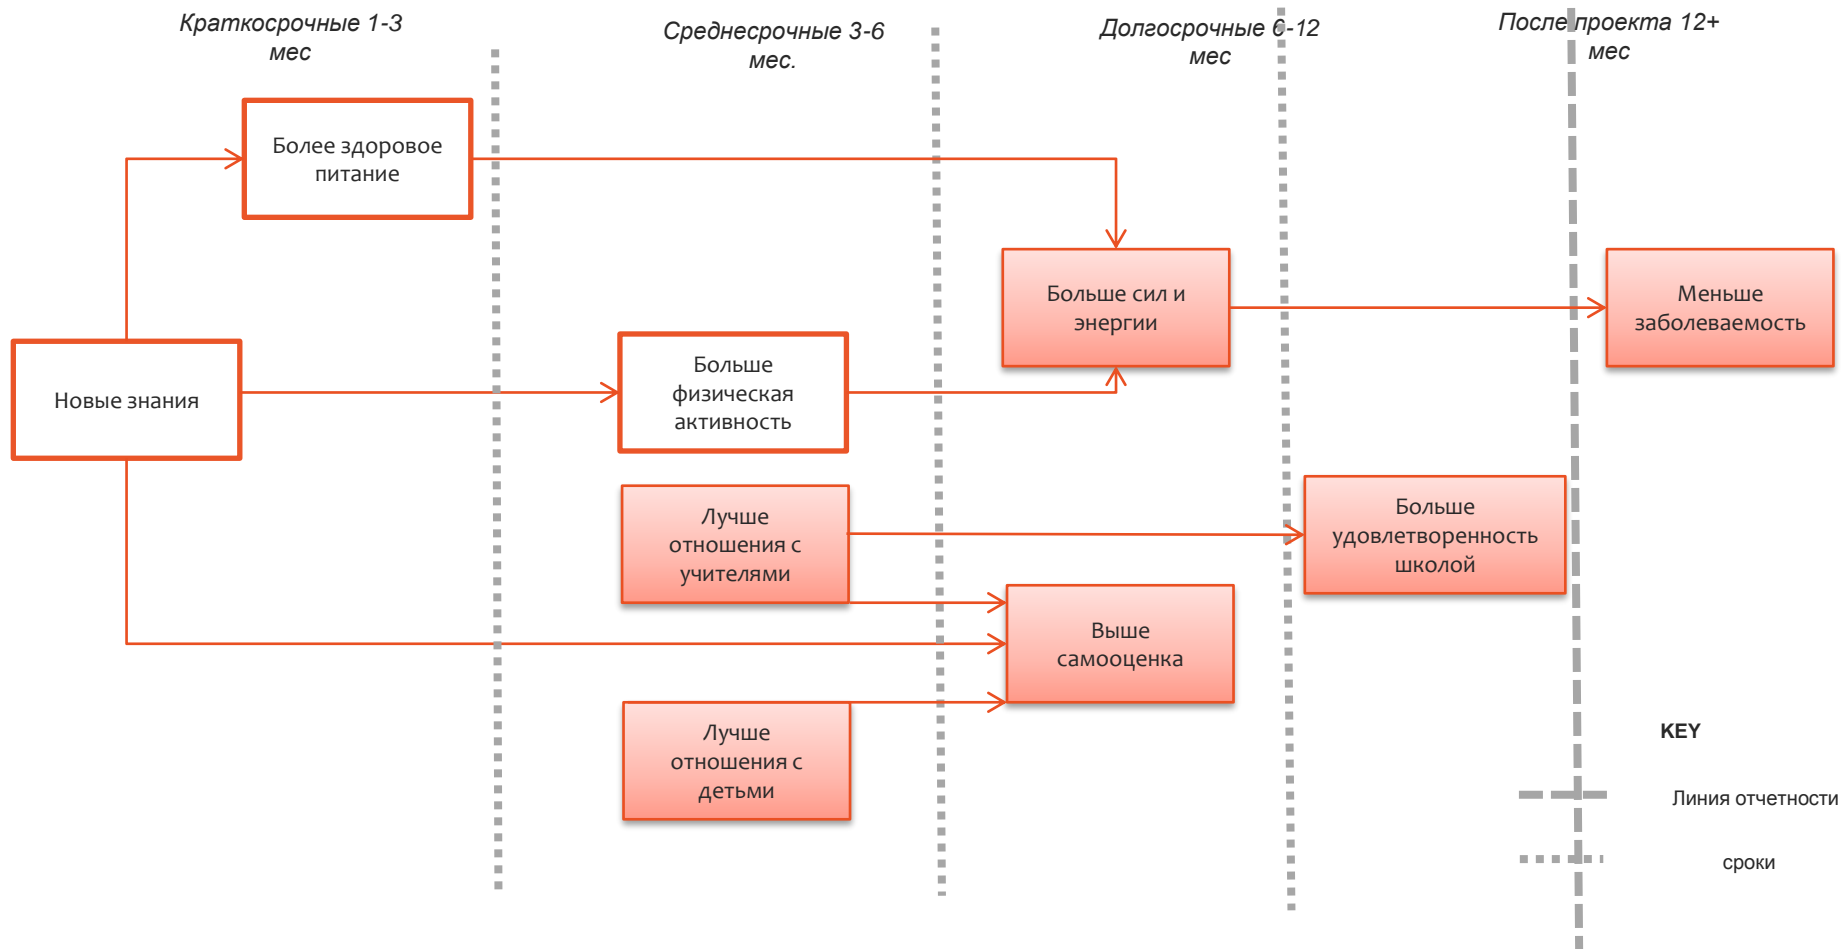 Краткосрочные 1-3
мес
Среднесрочные 3-6
мес.
Долгосрочные 6-12
мес
После проекта 12+
мес
Более здоровое
питание
Больше сил и
энергии
Меньше
заболеваемость
Новые знания
Больше
физическая
активность
Лучше
отношения с
учителями
Больше
удовлетворенность
школой
Выше
самооценка
Лучше
отношения с
детьми
KEY
Линия отчетности
сроки